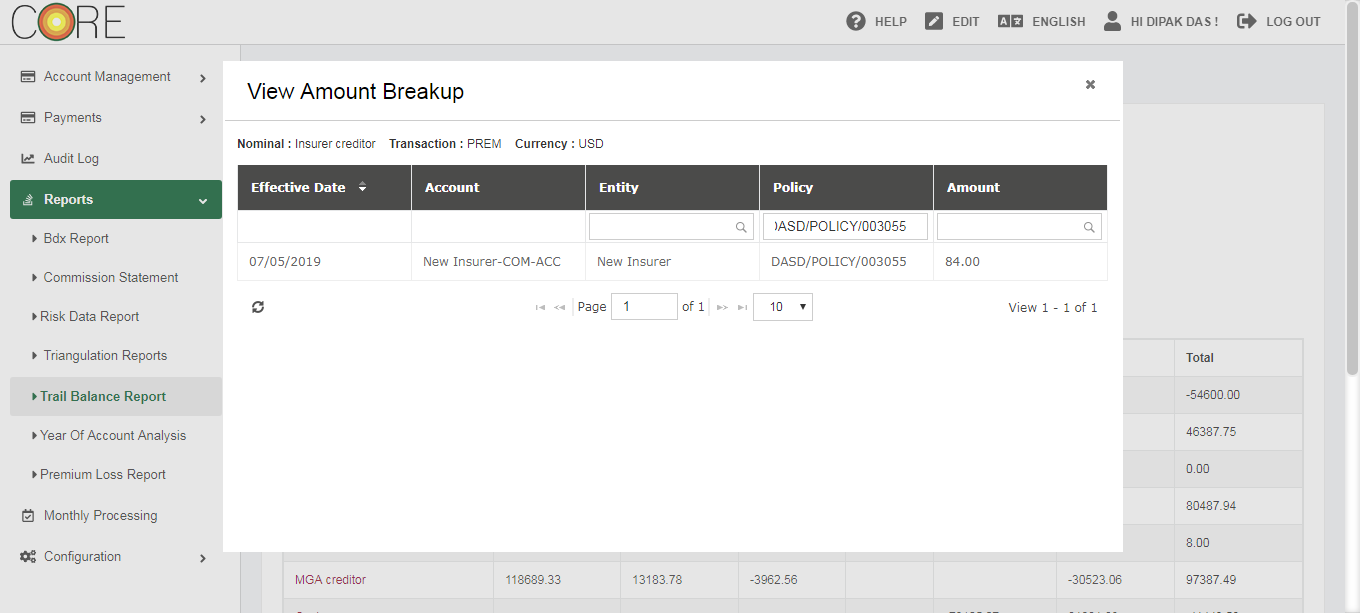 CORE
HELP EDIT ENGLISH HI DIPAK DAS ! LOG OUT
Account Management
Payments
Audit Log
Reports
Bdx Report
Commission Statement
Risk Data Report
Triangulation Reports
Trail Balance Report
Year Of Account Analysis
Premium Loss Report
Monthly Processing
Configuration
View Amount Breakup
Nominal : Insurer creditor Transaction : PREM Currency : USD
Effective Date Account Entity Policy Amount
ASD/POLICY/003055
07/05/2019 New Insurer-COM-ACC New Insurer DASD/POLICY/003055 84.00
Page 1 of 1 10 View 1 - 1 of 1
Total
-54600.00
46387.75
0.00
80487.94
8.00
MGA creditor 118689.33 13183.78 -3962.56 -30523.06 97387.49